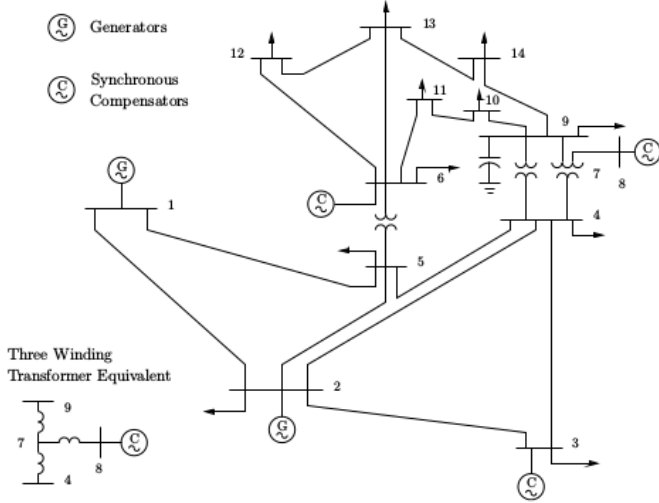 G Generators
C Synchronous
Compensators
13
12
14
11
10
9
C
7
8
G
6
C
1
4
5
Three Winding
Transformer Equivalent
2
9
G
7
C
8
3
4
C